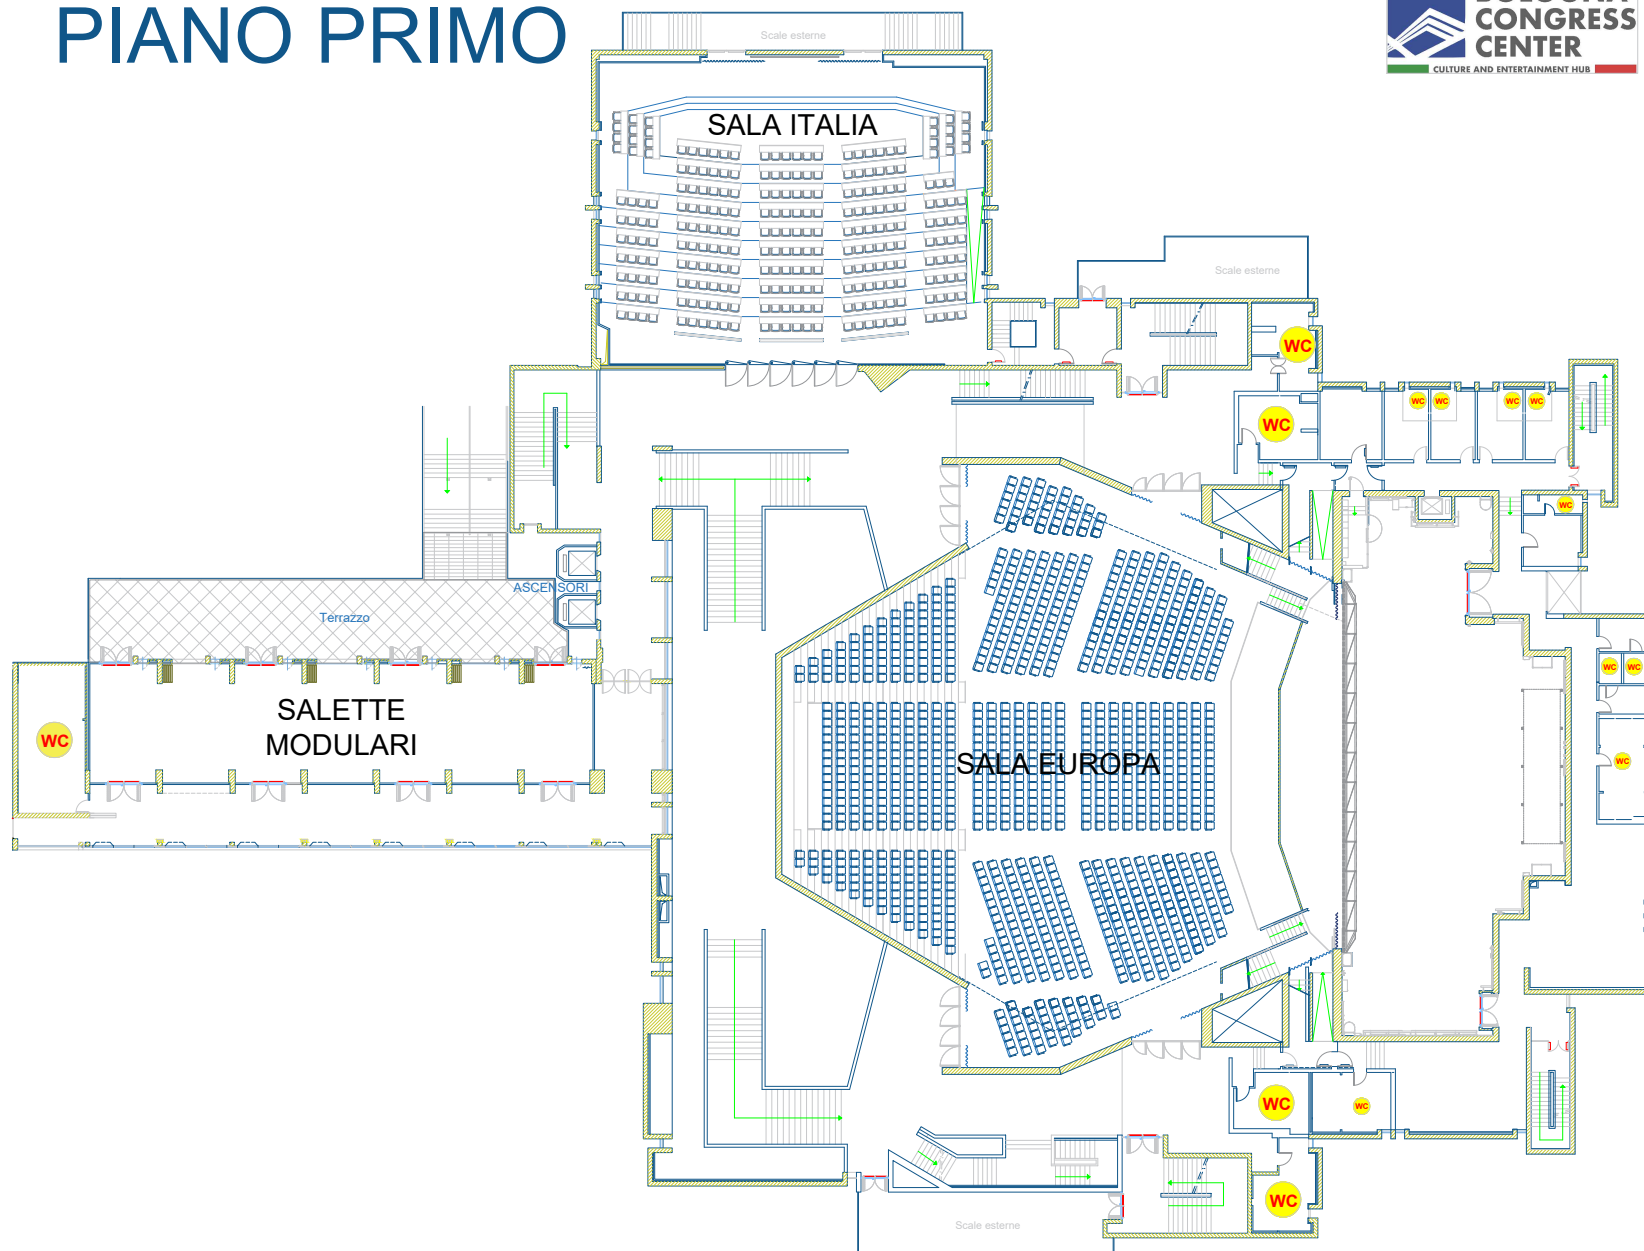 PIANO PRIMO
CONGRESS
CENTER
CULTURE AND ENTERTAINMENT HUB
Scale esterne
SALA ITALIA
Scale esterne
WC
WC
WC
WC
WC
WC
WC
ASCENSORI
Terrazzo
WC
WC
SALETTE
MODULARI
WC
SALA EUROPA
WC
WC
WC
WC
Scale esterne